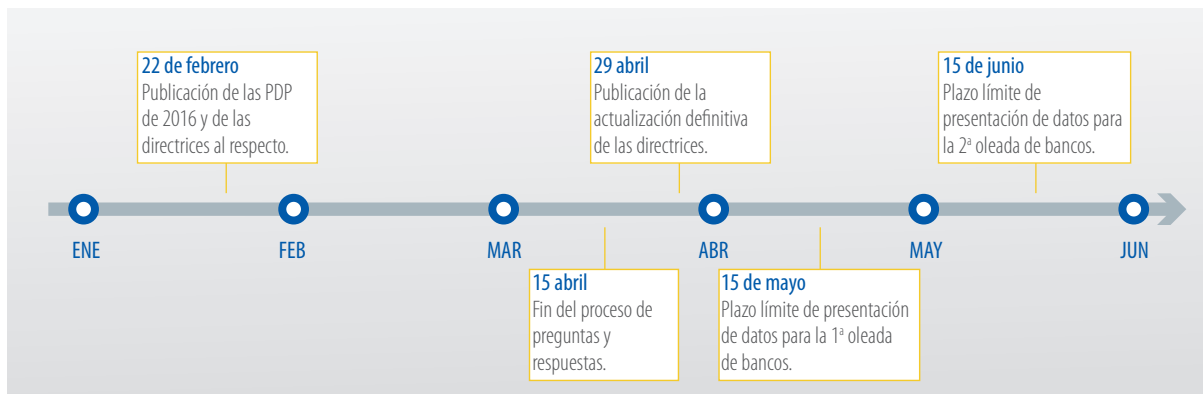 22 de febrero
Publicación de las PDP
de 2016 y de las
directrices al respecto.
29 abril
Publicación de la
actualización definitiva
de las directrices.
15 de junio
Plazo límite de
presentación de datos para
la 2ª oleada de bancos.
ENE
FEB
MAR
ABR
MAY
JUN
15 abril
Fin del proceso de
preguntas y
respuestas.
15 de mayo
Plazo límite de presentación
de datos para la 1ª oleada
de bancos.